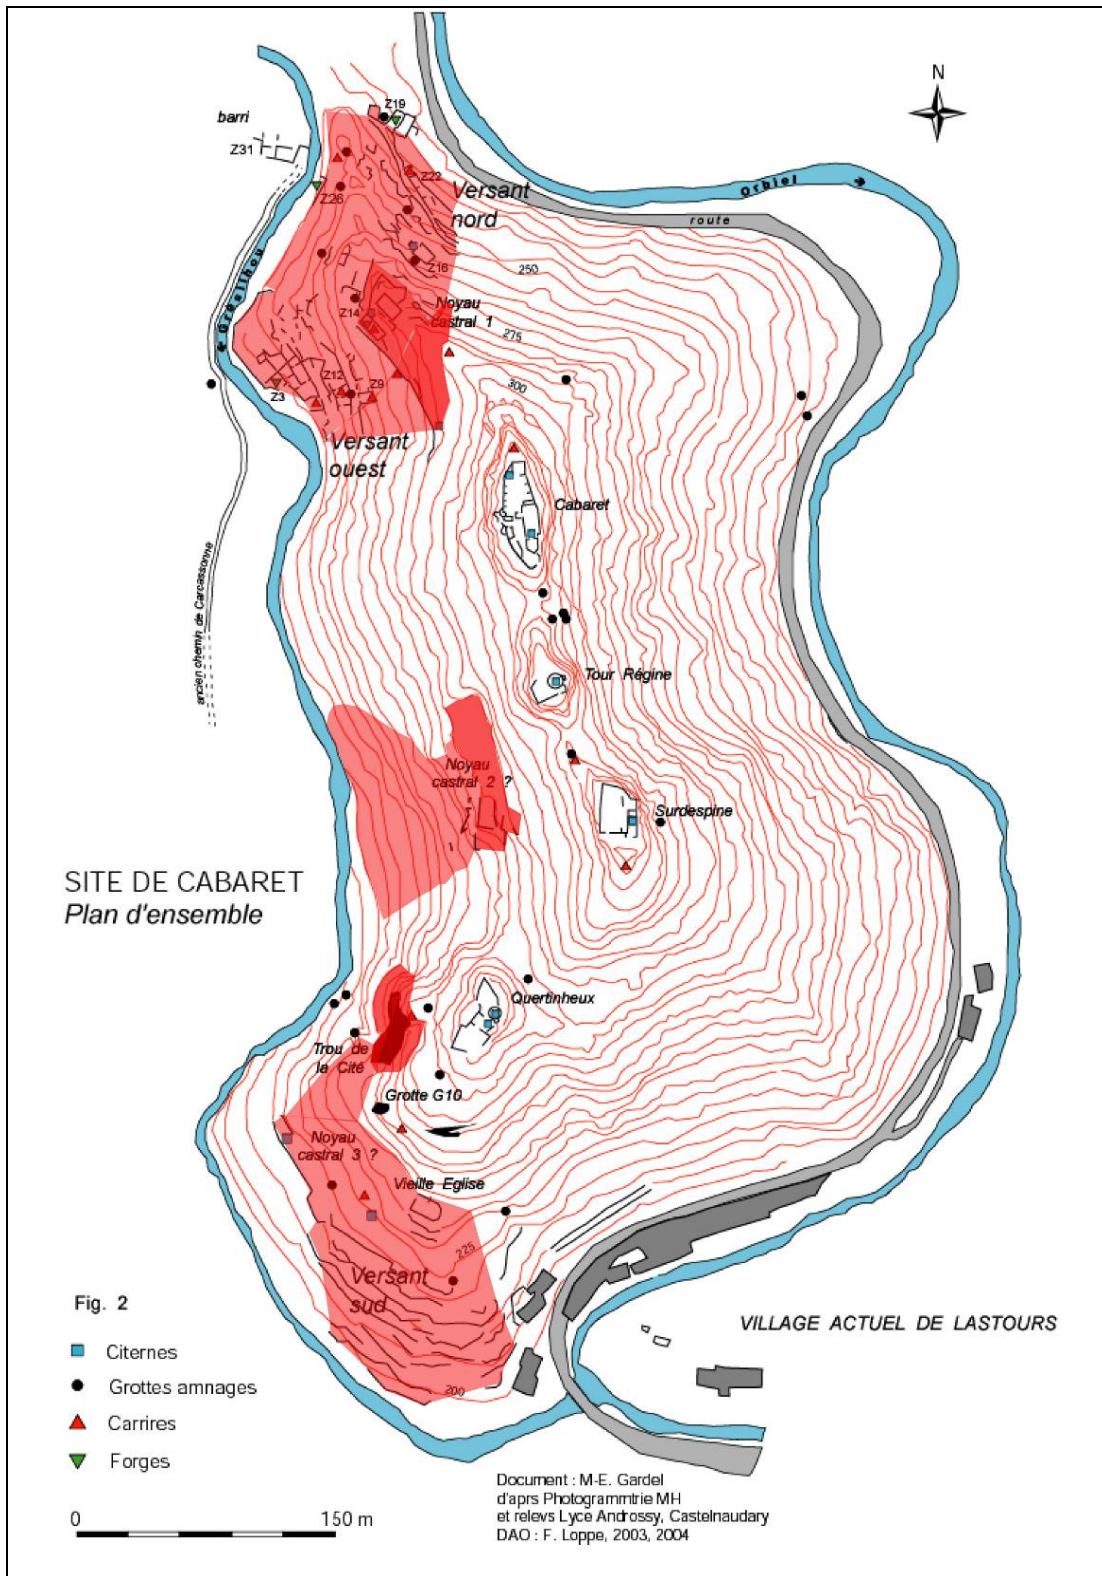 N
Z19
barri
Z31
Z22
Z26
Versant
nord
Orbiel
route
Grésilhou
Z16
250
Noyau
castral 1
Z14
275
300
Z12
Z9
Z3
Versant
ouest
Cabaret
ancien chemin de Carcassonne
Tour Régine
Noyau
castral 2 ?
Surdespine
SITE DE CABARET
Plan d'ensemble
Quertinheux
Trou de
la Cité
Grotte G10
Noyau
castral 3 ?
Vieille Eglise
225
Versant
sud
200
VILLAGE ACTUEL DE LASTOURS
Fig. 2
Citernes
Grottes amnages
Carrires
Forges
0 150 m
Document : M-E. Gardel
d'aprs Photogrammtrie MH
et relevs Lyce Androssy, Castelnaudary
DAO : F. Loppe, 2003, 2004